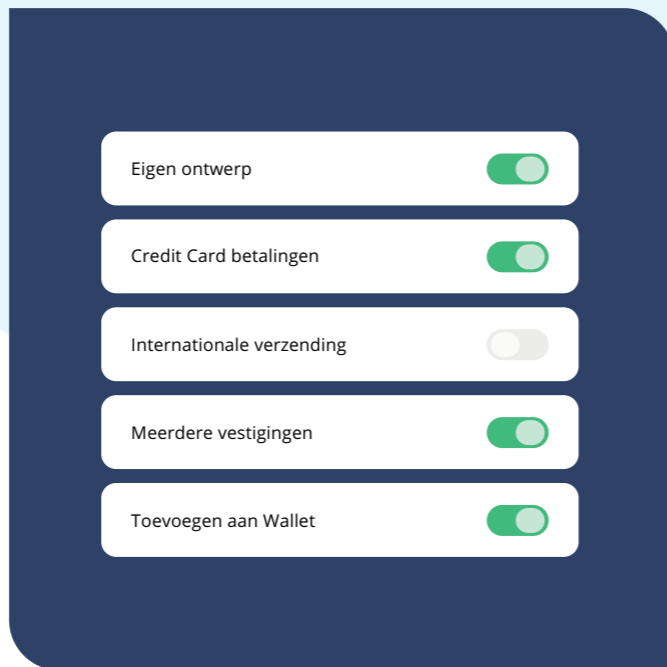 Eigen ontwerp
Credit Card betalingen
Internationale verzending
Meerdere vestigingen
Toevoegen aan Wallet